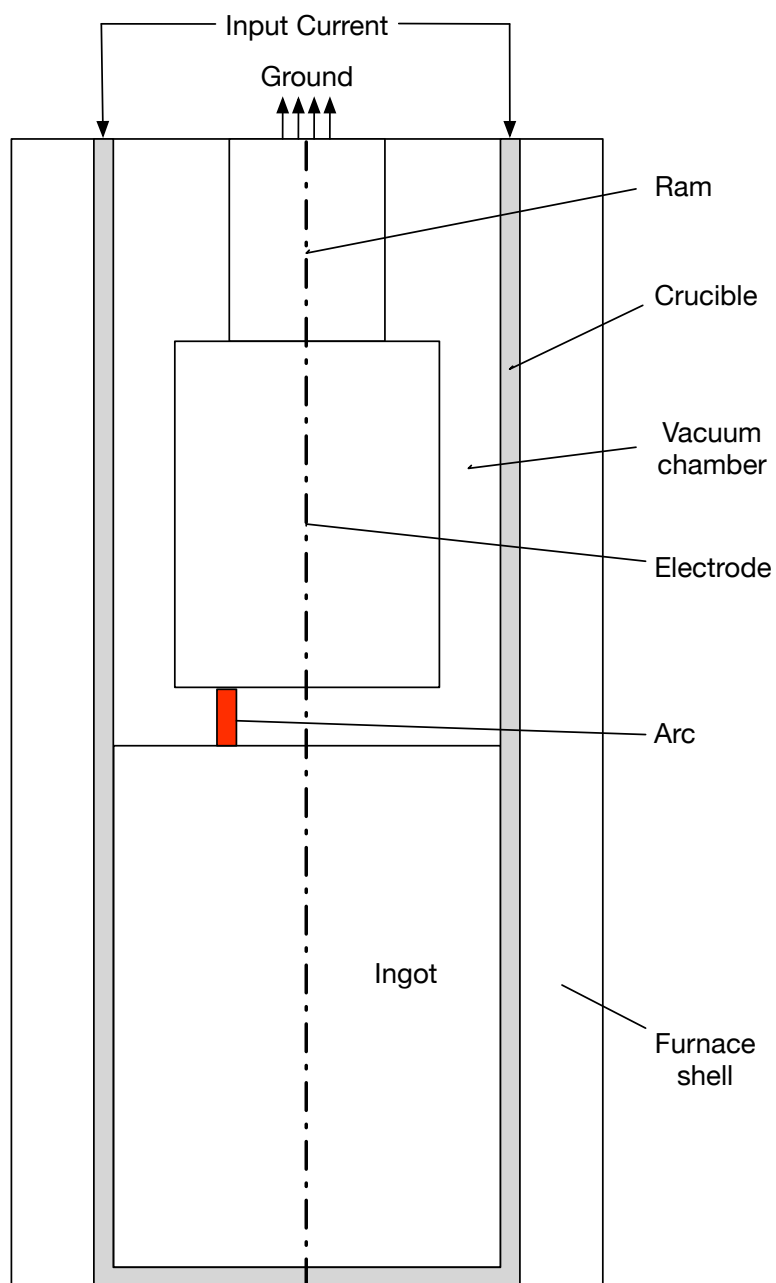 Input Current
Ground
Ram
Crucible
Vacuum
chamber
Electrode
Arc
Ingot
Furnace
shell